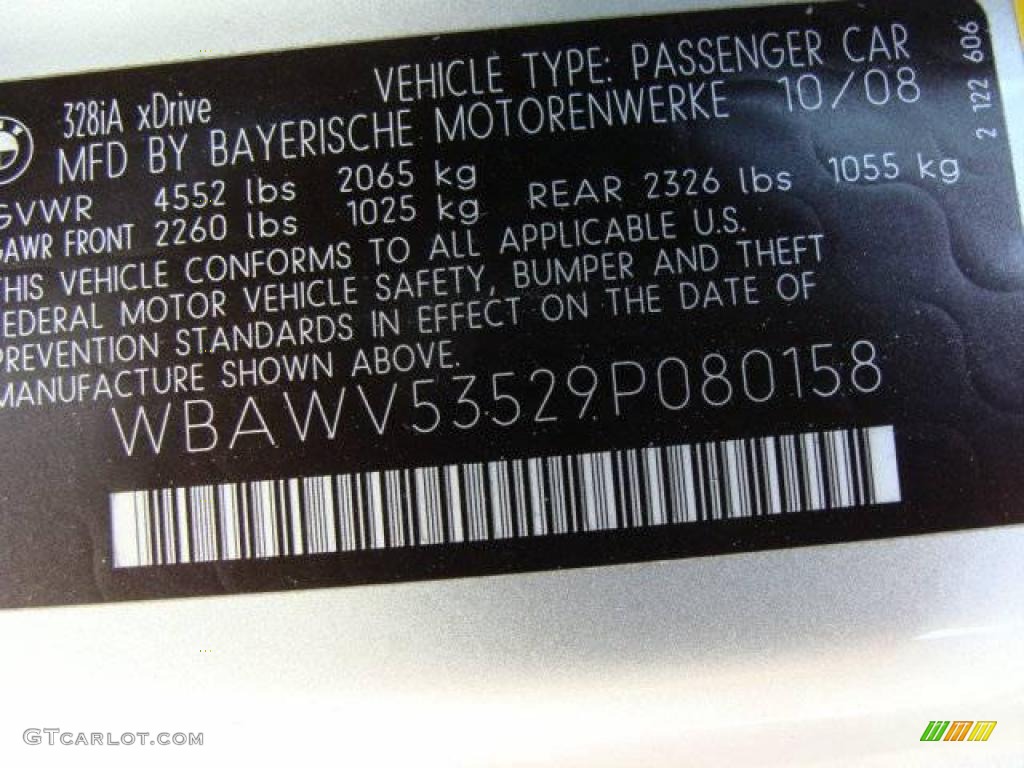 328iA xDrive
VEHICLE TYPE: PASSENGER CAR
MFD BY BAYERISCHE MOTORENWERKE 10/08
GVWR 4552 lbs 2065 kg
GAWR FRONT 2260 lbs 1025 kg REAR 2326 lbs 1055 kg
THIS VEHICLE CONFORMS TO ALL APPLICABLE U.S.
FEDERAL MOTOR VEHICLE SAFETY, BUMPER AND THEFT
PREVENTION STANDARDS IN EFFECT ON THE DATE OF
MANUFACTURE SHOWN ABOVE.
WBAWV53529P080158
2 122 606
GTCarLot.com